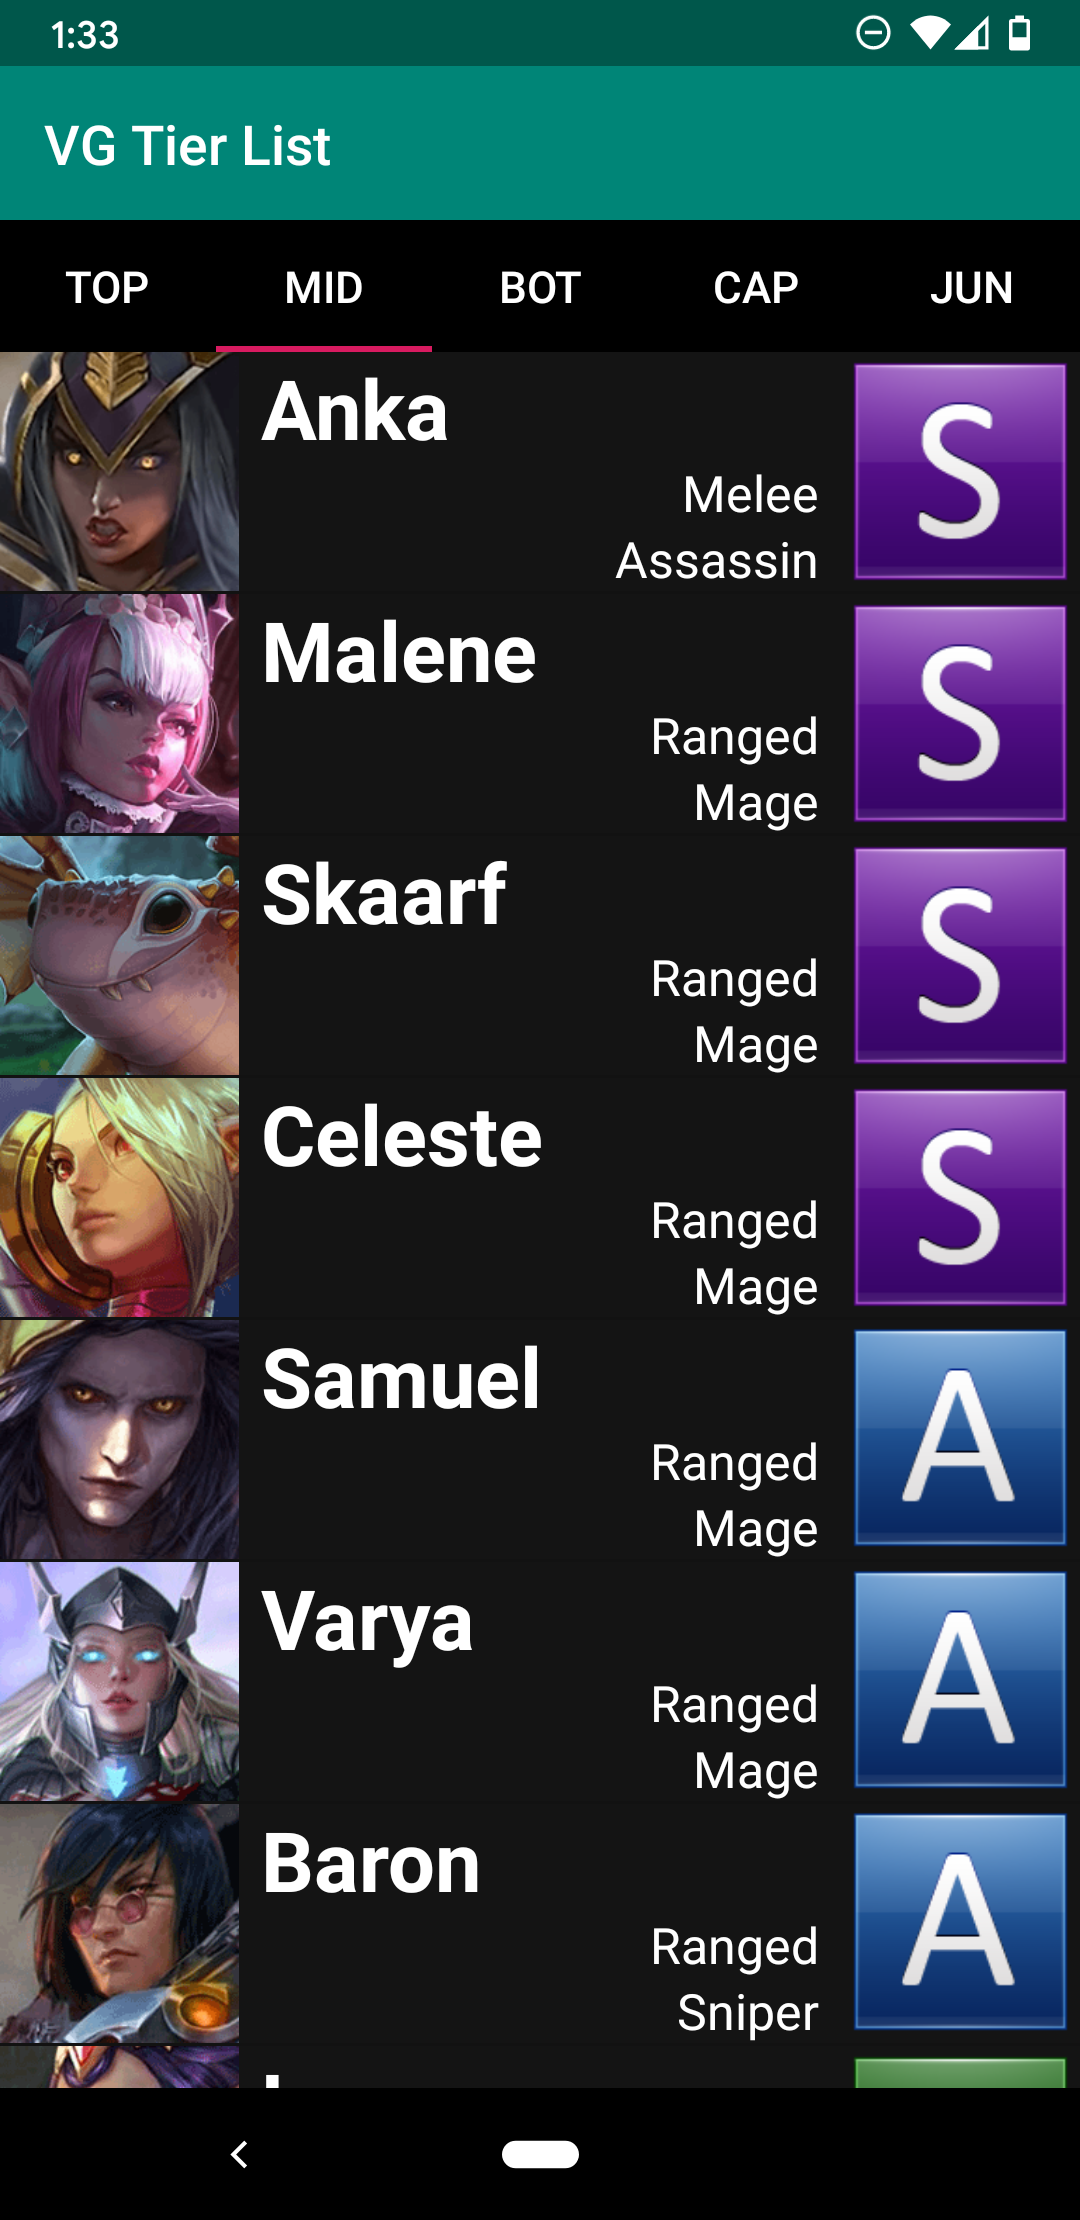 1:33
VG Tier List
TOP MID BOT CAP JUN
Anka
Melee
Assassin
S
Malene
Ranged
Mage
S
Skaarf
Ranged
Mage
S
Celeste
Ranged
Mage
S
Samuel
Ranged
Mage
A
Varya
Ranged
Mage
A
Baron
Ranged
Sniper
A